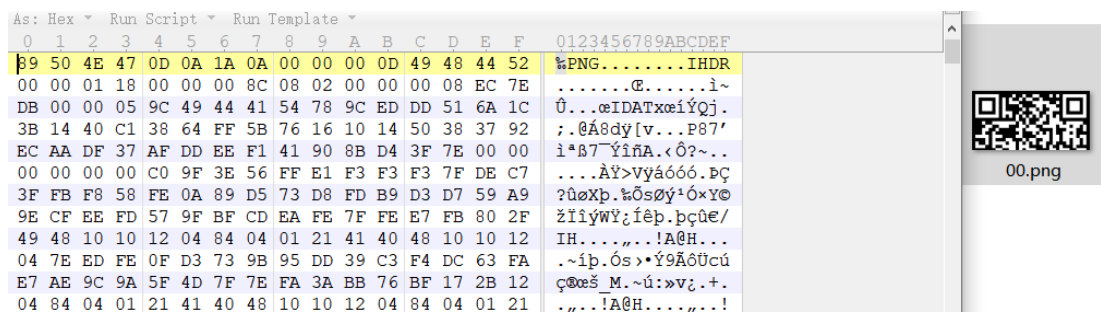 As: Hex Run Script Run Template
0 1 2 3 4 5 6 7 8 9 A B C D E F 0123456789ABCDEF
89 50 4E 47 0D 0A 1A 0A 00 00 00 0D 49 48 44 52 ‰PNG........IHDR
00 00 01 18 00 00 00 8C 08 02 00 00 00 08 EC 7E .......Œ......ì~
DB 00 00 05 9C 49 44 41 54 78 9C ED DD 51 6A 1C Û...œIDATxœíÝQj.
3B 14 40 C1 38 64 FF 5B 76 16 10 14 50 38 37 92 ;.@Á8dÿ[v...P87’
EC AA DF 37 AF DD EE F1 41 90 8B D4 3F 7E 00 00 ìªß7¯ÝîñA.‹Ô?~..
00 00 00 00 C0 9F 3E 56 FF E1 F3 F3 F3 7F DE C7 ....ÀŸ>Vÿáóóó.ÞÇ
3F FB F8 58 FE 0A 89 D5 73 D8 FD B9 D3 D7 59 A9 ?ûøXþ.‰ÕsØý¹Ó×Y©
9E CF EE FD 57 9F BF CD EA FE 7F FE E7 FB 80 2F žÏîýWŸ¿Íêþ.þçû€/
49 48 10 10 12 04 84 04 01 21 41 40 48 10 10 12 IH....„..!A@H...
04 7E ED FE 0F D3 73 9B 95 DD 39 C3 F4 DC 63 FA .~íþ.Ós›•Ý9ÃôÜcú
E7 AE 9C 9A 5F 4D 7F 7E FA 3A BB 76 BF 17 2B 12 ç®œš_M.~ú:»v¿.+.
04 84 04 01 21 41 40 48 10 10 12 04 84 04 01 21 .„..!A@H....„..!
00.png